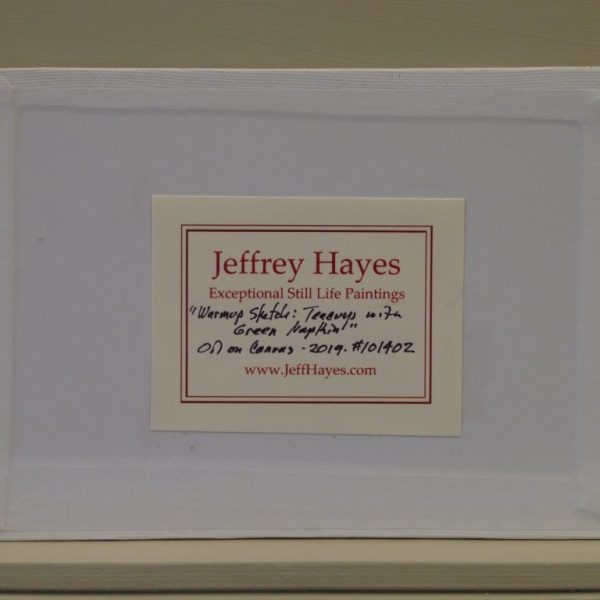 Jeffrey Hayes
Exceptional Still Life Paintings
"Warmup Sketch: Teacups with
Green Napkin"
Oil on Canvas - 2019. #101402
www.JeffHayes.com